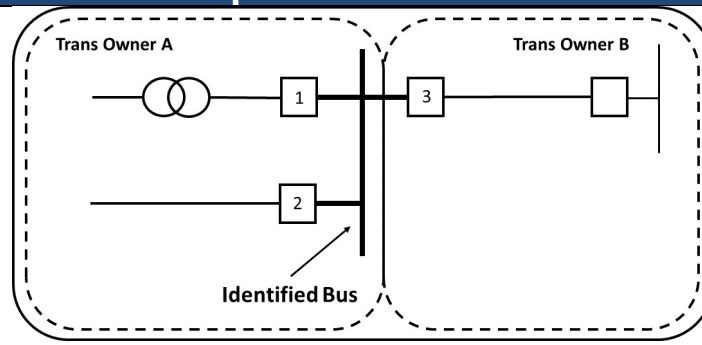 Trans Owner A
Trans Owner B
1
3
2
Identified Bus